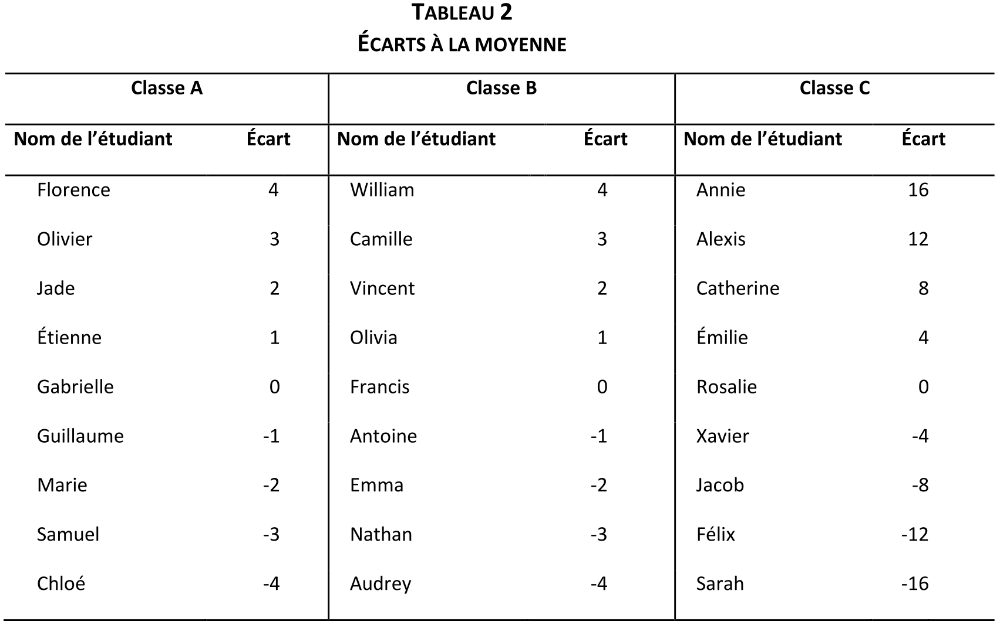 TABLEAU 2
ÉCARTS À LA MOYENNE
Classe A Classe B Classe C
Nom de l’étudiant Écart Nom de l’étudiant Écart Nom de l’étudiant Écart
Florence 4 William 4 Annie 16
Olivier 3 Camille 3 Alexis 12
Jade 2 Vincent 2 Catherine 8
Étienne 1 Olivia 1 Émilie 4
Gabrielle 0 Francis 0 Rosalie 0
Guillaume -1 Antoine -1 Xavier -4
Marie -2 Emma -2 Jacob -8
Samuel -3 Nathan -3 Félix -12
Chloé -4 Audrey -4 Sarah -16